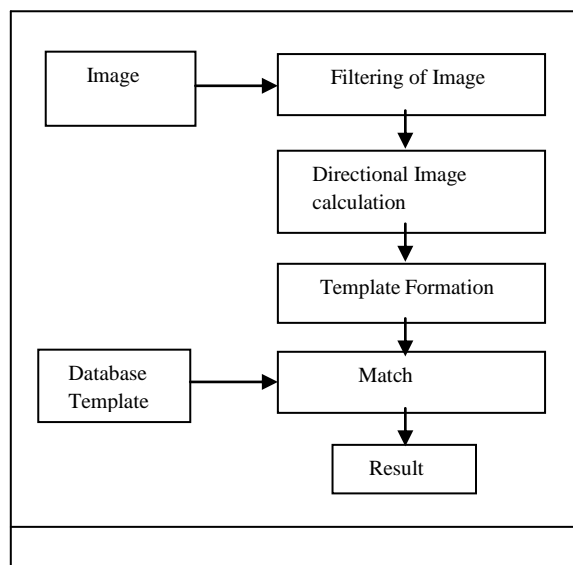 Image
Filtering of Image
Directional Image
calculation
Template Formation
Database
Template
Match
Result